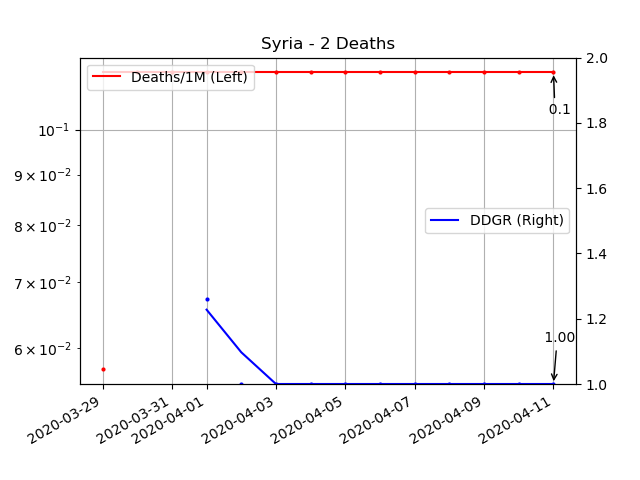 Syria - 2 Deaths
Deaths/1M (Left)
DDGR (Right)
10⁻¹
9 × 10⁻²
8 × 10⁻²
7 × 10⁻²
6 × 10⁻²
2.0
1.8
1.6
1.4
1.2
1.0
0.1
1.00
2020-03-29
2020-03-31
2020-04-01
2020-04-03
2020-04-05
2020-04-07
2020-04-09
2020-04-11